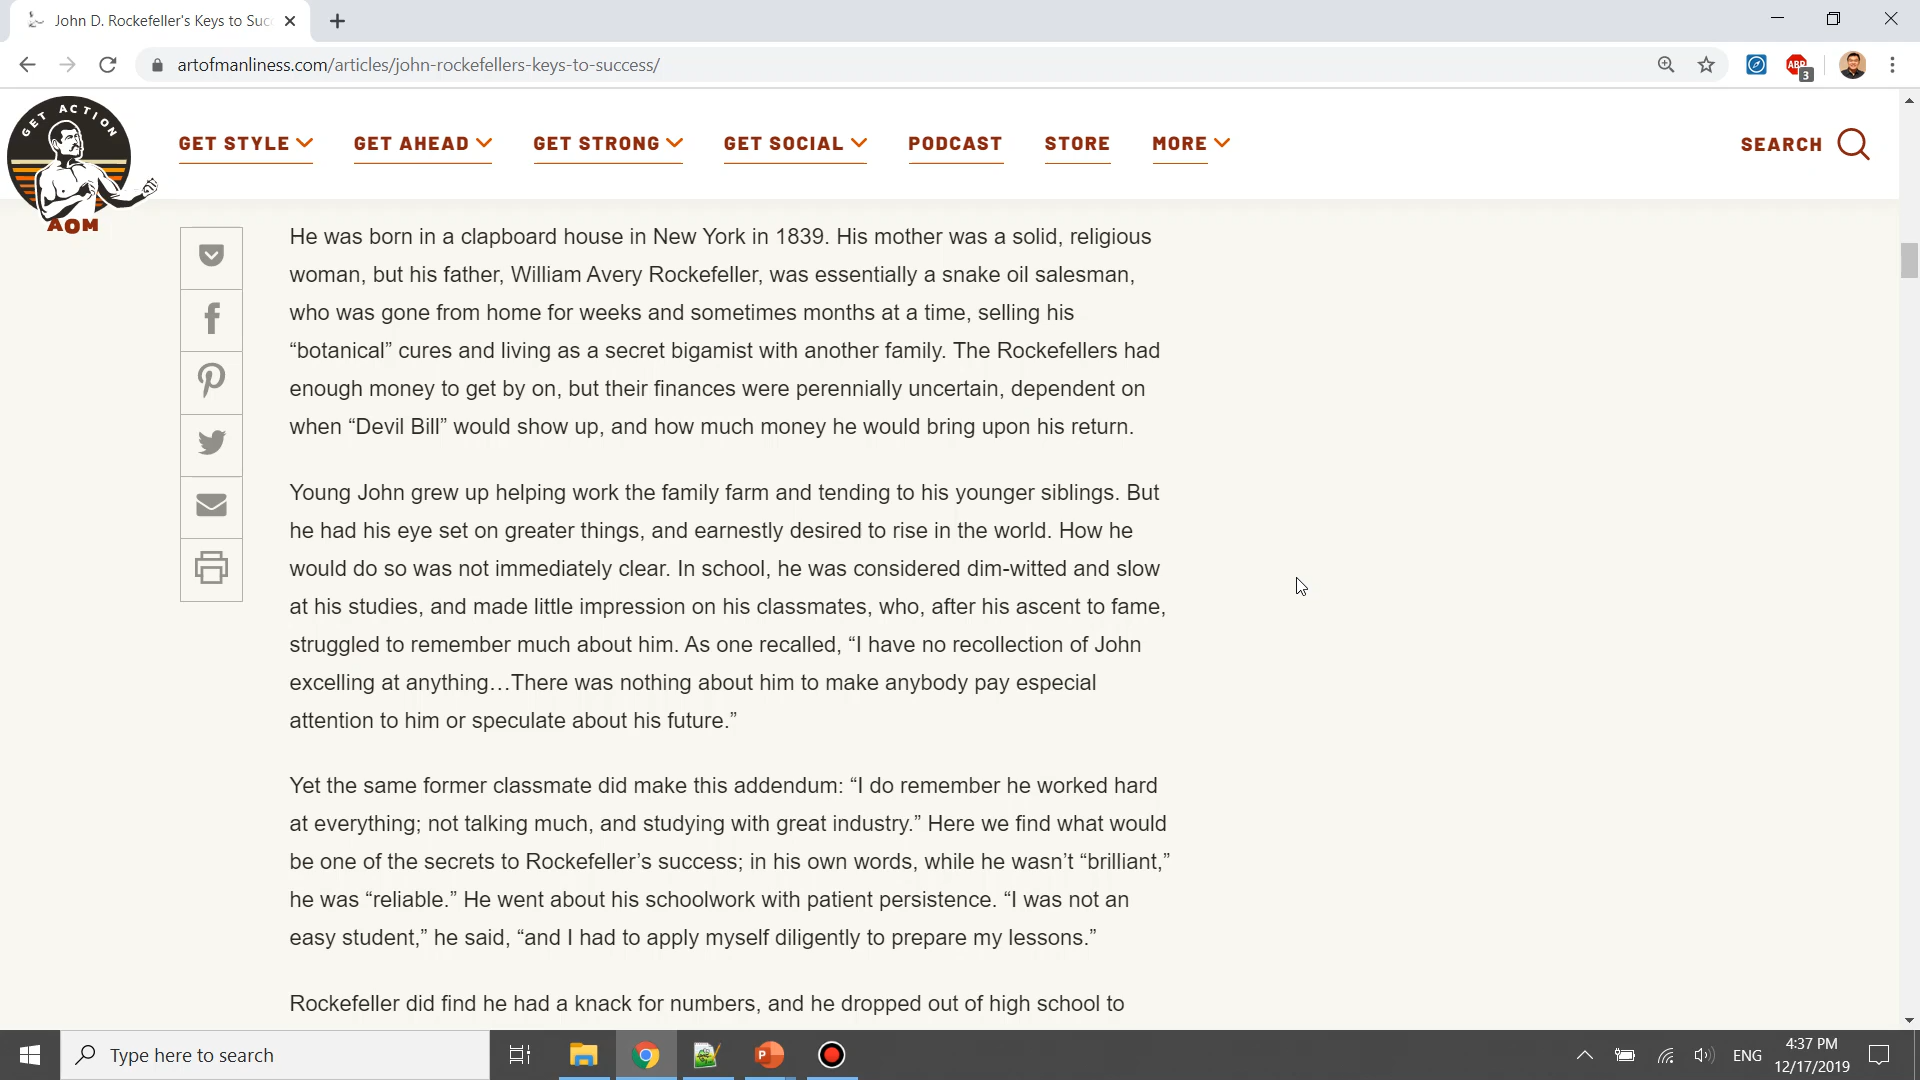 John D. Rockefeller's Keys to Suc
artofmanliness.com/articles/john-rockefellers-keys-to-success/
ABP
3
GET ACTION
AOM
GET STYLE
GET AHEAD
GET STRONG
GET SOCIAL
PODCAST
STORE
MORE
SEARCH
He was born in a clapboard house in New York in 1839. His mother was a solid, religious
woman, but his father, William Avery Rockefeller, was essentially a snake oil salesman,
who was gone from home for weeks and sometimes months at a time, selling his
“botanical” cures and living as a secret bigamist with another family. The Rockefellers had
enough money to get by on, but their finances were perennially uncertain, dependent on
when “Devil Bill” would show up, and how much money he would bring upon his return.
Young John grew up helping work the family farm and tending to his younger siblings. But
he had his eye set on greater things, and earnestly desired to rise in the world. How he
would do so was not immediately clear. In school, he was considered dim-witted and slow
at his studies, and made little impression on his classmates, who, after his ascent to fame,
struggled to remember much about him. As one recalled, “I have no recollection of John
excelling at anything…There was nothing about him to make anybody pay especial
attention to him or speculate about his future.”
Yet the same former classmate did make this addendum: “I do remember he worked hard
at everything; not talking much, and studying with great industry.” Here we find what would
be one of the secrets to Rockefeller’s success; in his own words, while he wasn’t “brilliant,”
he was “reliable.” He went about his schoolwork with patient persistence. “I was not an
easy student,” he said, “and I had to apply myself diligently to prepare my lessons.”
Rockefeller did find he had a knack for numbers, and he dropped out of high school to
Type here to search
ENG
4:37 PM
12/17/2019